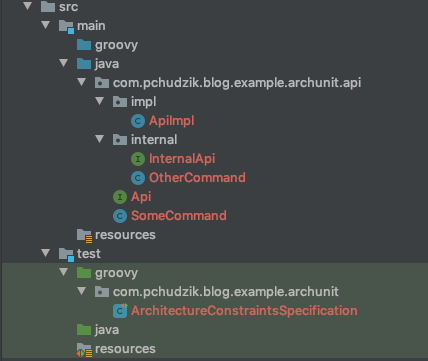 src
main
groovy
java
com.pchudzik.blog.example.archunit.api
impl
ApiImpl
internal
InternalApi
OtherCommand
Api
SomeCommand
resources
test
groovy
com.pchudzik.blog.example.archunit
ArchitectureConstraintsSpecification
java
resources